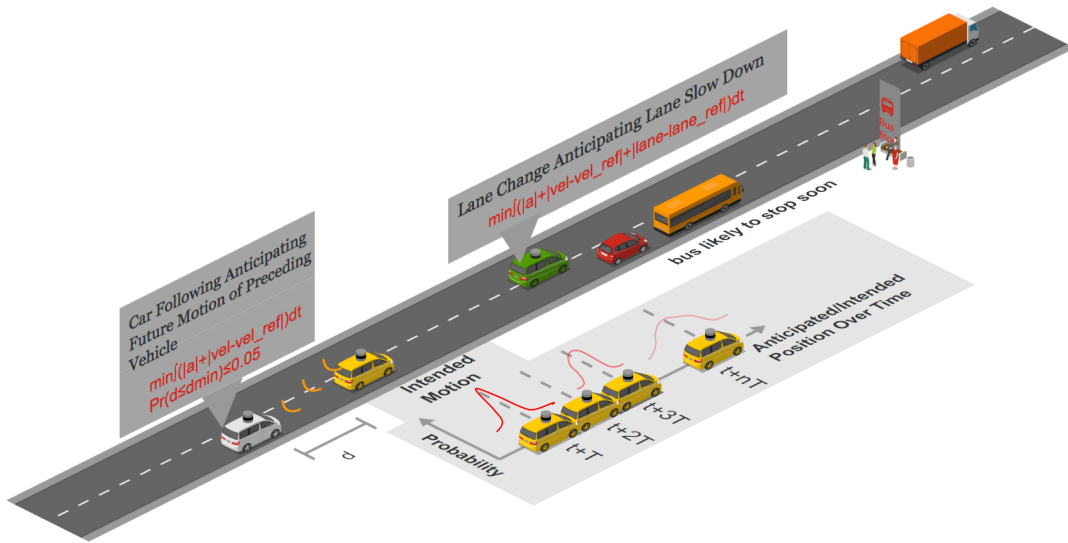 Lane Change Anticipating Lane Slow Down
min∫(|a|+|vel-vel_ref|+|lane-lane_ref|)dt
Bus
Stop
bus likely to stop soon
Car Following Anticipating
Future Motion of Preceding
Vehicle
min∫(|a|+|vel-vel_ref|)dt
Pr(d≤dmin)≤0.05
d
Intended
Motion
Probability
t+T
t+2T
t+3T
t+nT
Anticipated/Intended
Position Over Time